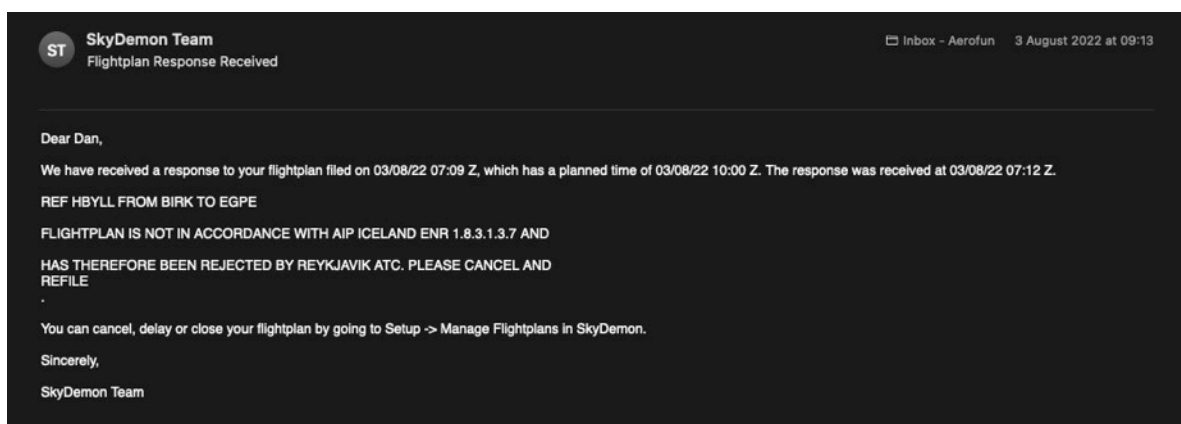 ST
SkyDemon Team
Inbox - Aerofun 3 August 2022 at 09:13
Flightplan Response Received
Dear Dan,
We have received a response to your flightplan filed on 03/08/22 07:09 Z, which has a planned time of 03/08/22 10:00 Z. The response was received at 03/08/22 07:12 Z.
REF HBYLL FROM BIRK TO EGPE
FLIGHTPLAN IS NOT IN ACCORDANCE WITH AIP ICELAND ENR 1.8.3.1.3.7 AND
HAS THEREFORE BEEN REJECTED BY REYKJAVIK ATC. PLEASE CANCEL AND
REFILE
.
You can cancel, delay or close your flightplan by going to Setup -> Manage Flightplans in SkyDemon.
Sincerely,
SkyDemon Team